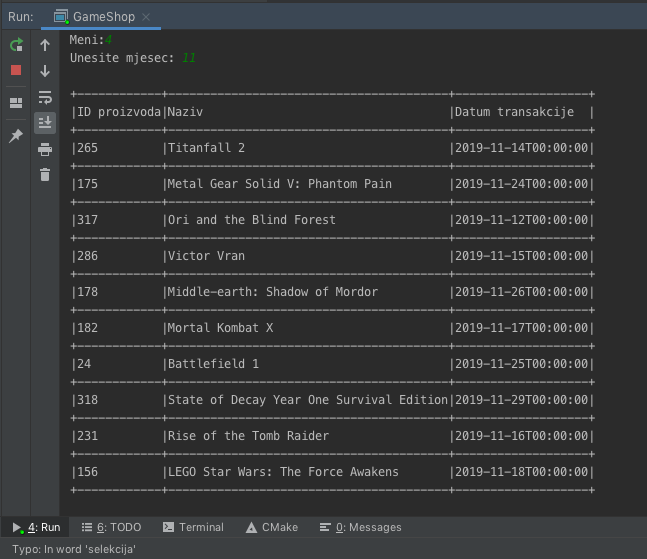 Run: GameShop
Meni:4
Unesite mjesec: 11
+------------+----------------------------------------+-------------------+
|ID proizvoda|Naziv                                   |Datum transakcije  |
+------------+----------------------------------------+-------------------+
|265         |Titanfall 2                             |2019-11-14T00:00:00|
+------------+----------------------------------------+-------------------+
|175         |Metal Gear Solid V: Phantom Pain        |2019-11-24T00:00:00|
+------------+----------------------------------------+-------------------+
|317         |Ori and the Blind Forest                |2019-11-12T00:00:00|
+------------+----------------------------------------+-------------------+
|286         |Victor Vran                             |2019-11-15T00:00:00|
+------------+----------------------------------------+-------------------+
|178         |Middle-earth: Shadow of Mordor          |2019-11-26T00:00:00|
+------------+----------------------------------------+-------------------+
|182         |Mortal Kombat X                         |2019-11-17T00:00:00|
+------------+----------------------------------------+-------------------+
|24          |Battlefield 1                           |2019-11-25T00:00:00|
+------------+----------------------------------------+-------------------+
|318         |State of Decay Year One Survival Edition|2019-11-29T00:00:00|
+------------+----------------------------------------+-------------------+
|231         |Rise of the Tomb Raider                 |2019-11-16T00:00:00|
+------------+----------------------------------------+-------------------+
|156         |LEGO Star Wars: The Force Awakens       |2019-11-18T00:00:00|
+------------+----------------------------------------+-------------------+
4: Run 6: TODO Terminal CMake 0: Messages
Typo: In word 'selekcija'